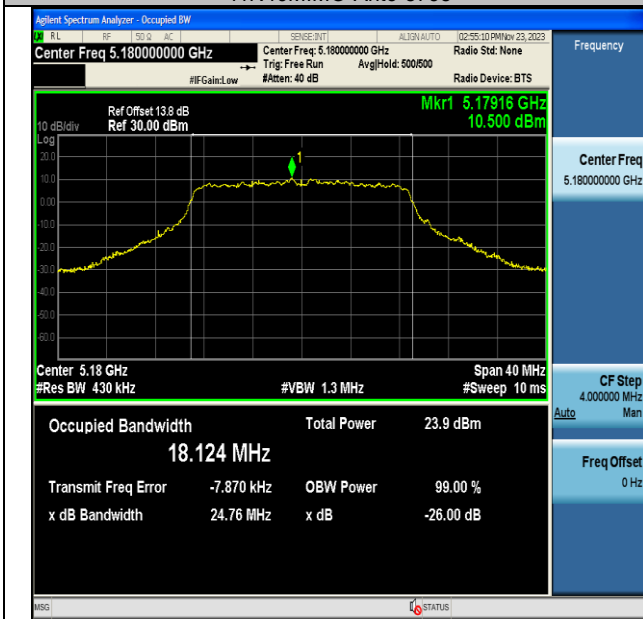 Agilent Spectrum Analyzer - Occupied BW
RL RF 50 Ω AC SENSE:INT ALIGN AUTO 02:55:10 PM Nov 23, 2023
Center Freq 5.180000000 GHz
Center Freq: 5.180000000 GHz
Radio Std: None
Trig: Free Run Avg|Hold: 500/500
#IFGain:Low #Atten: 40 dB Radio Device: BTS
Frequency
Mkr1 5.17916 GHz
10.500 dBm
Ref Offset 13.8 dB
10 dB/div Ref 30.00 dBm
Log
20.0
10.0
0.00
-10.0
-20.0
-30.0
-40.0
-50.0
-60.0
1
Center 5.18 GHz Span 40 MHz
#Res BW 430 kHz #VBW 1.3 MHz #Sweep 10 ms
Occupied Bandwidth Total Power 23.9 dBm
18.124 MHz
Transmit Freq Error -7.870 kHz OBW Power 99.00 %
x dB Bandwidth 24.76 MHz x dB -26.00 dB
Center Freq
5.180000000 GHz
CF Step
4.000000 MHz
Auto Man
Freq Offset
0 Hz
MSG STATUS